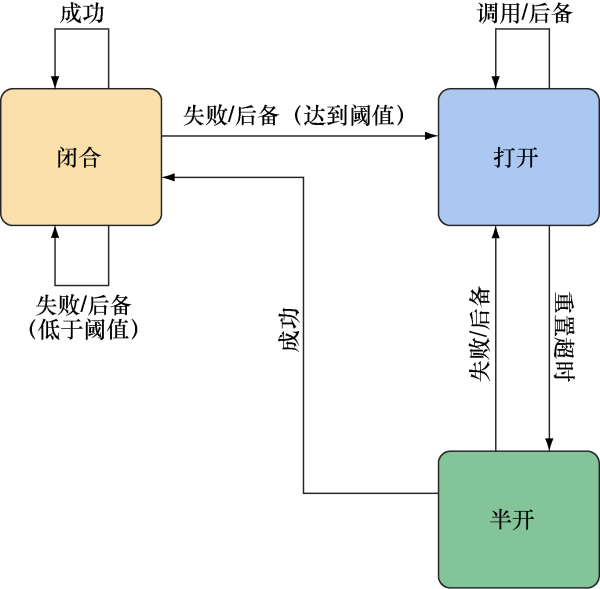 成功
调用/后备
失败/后备（达到阈值）
闭合
打开
失败/后备
（低于阈值）
成功
失败/后备
重置超时
半开